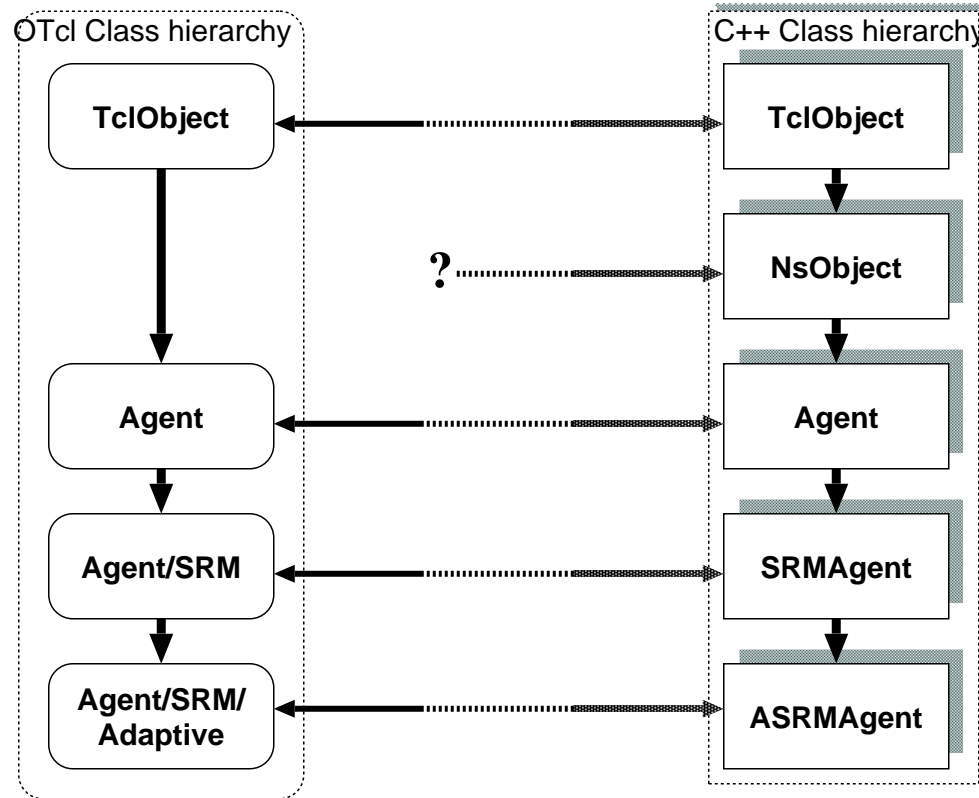 OTcl Class hierarchy
C++ Class hierarchy
TclObject
TclObject
?
NsObject
Agent
Agent
Agent/SRM
SRMAgent
Agent/SRM/
Adaptive
ASRMAgent